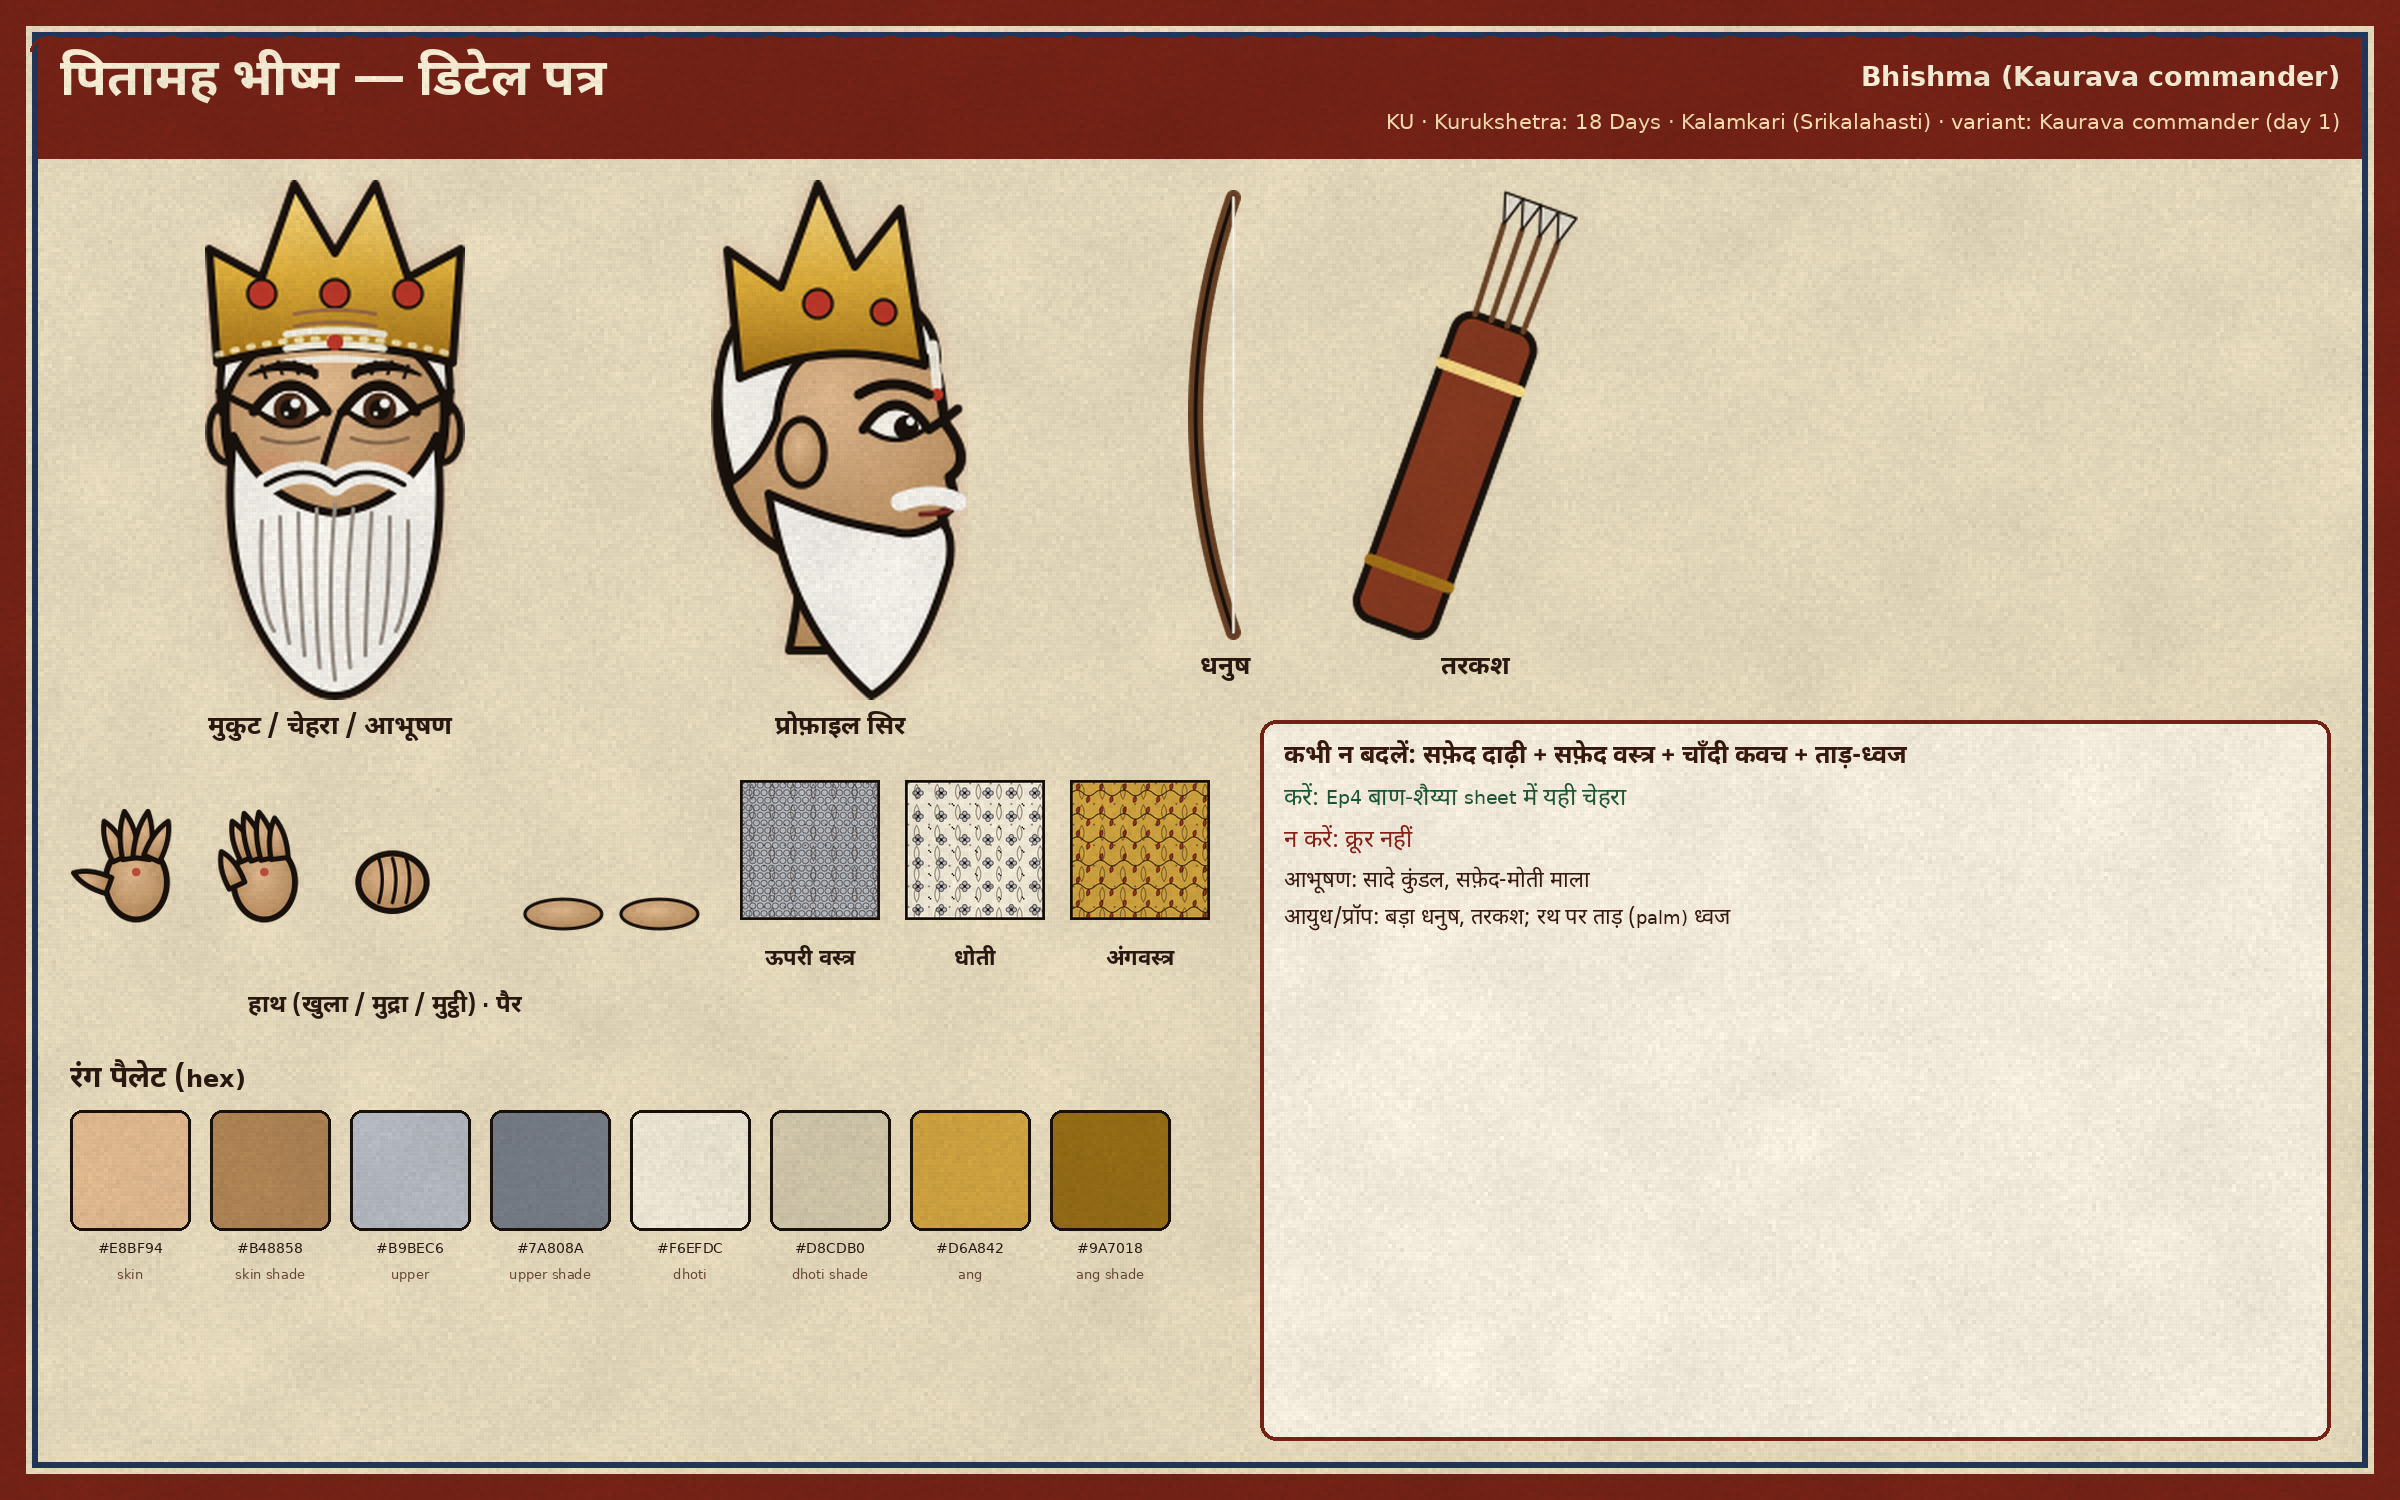 पितामह भीष्म — डिटेल पत्र
Bhishma (Kaurava commander)
KU · Kurukshetra: 18 Days · Kalamkari (Srikalahasti) · variant: Kaurava commander (day 1)
धनुष
तरकश
मुकुट / चेहरा / आभूषण
प्रोफ़ाइल सिर
कभी न बदलें: सफ़ेद दाढ़ी + सफ़ेद वस्त्र + चाँदी कवच + ताड़-ध्वज
करें: Ep4 बाण-शैय्या sheet में यही चेहरा
न करें: क्रूर नहीं
आभूषण: सादे कुंडल, सफ़ेद-मोती माला
आयुध/प्रॉप: बड़ा धनुष, तरकश; रथ पर ताड़ (palm) ध्वज
ऊपरी वस्त्र
धोती
अंगवस्त्र
हाथ (खुला / मुद्रा / मुट्ठी) · पैर
रंग पैलेट (hex)
#E8BF94
#B48858
#B9BEC6
#7A808A
#F6EFDC
#D8CDB0
#D6A842
#9A7018
skin
skin shade
upper
upper shade
dhoti
dhoti shade
ang
ang shade